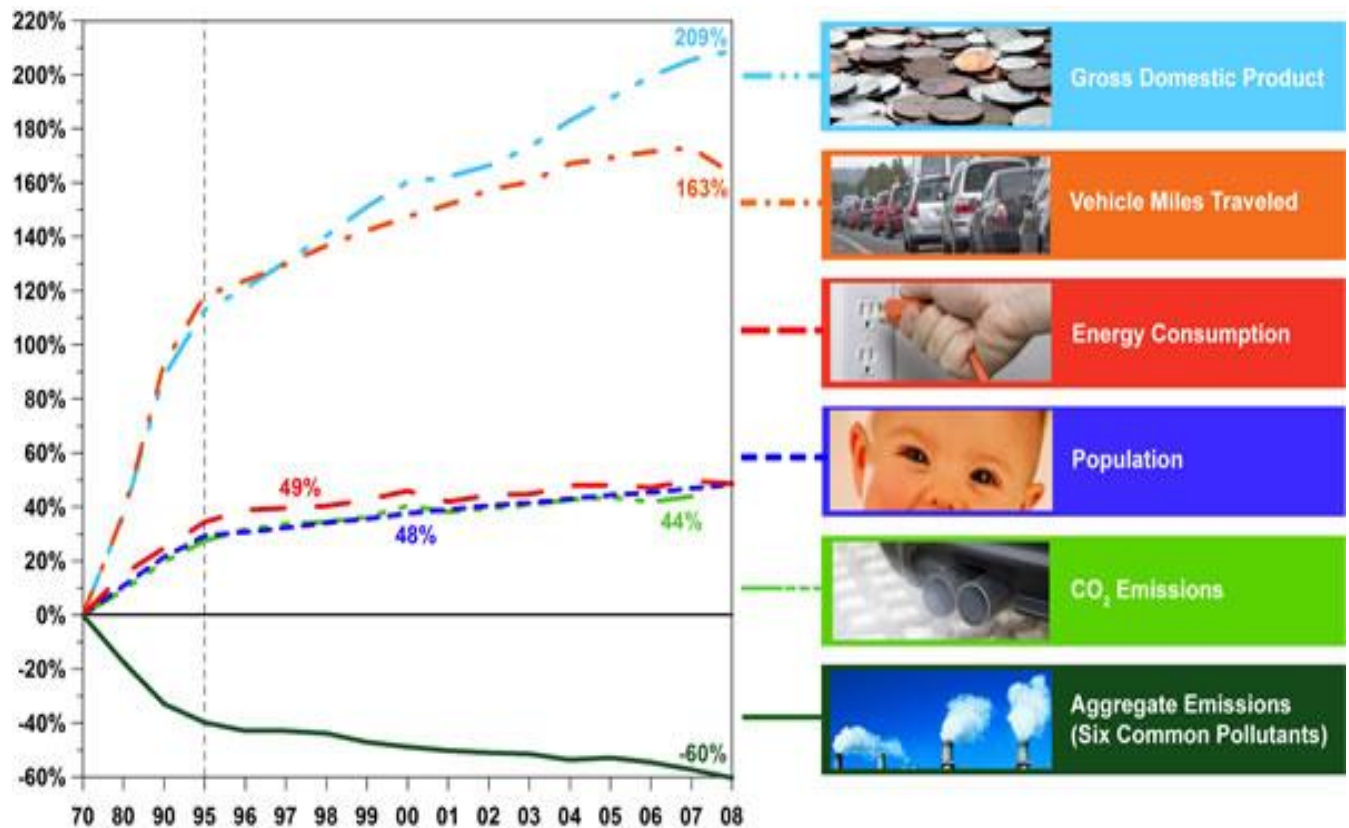 220%
200%
180%
160%
140%
120%
100%
80%
60%
40%
20%
0%
-20%
-40%
-60%
209%
163%
49%
48%
44%
-60%
70 80 90 95 96 97 98 99 00 01 02 03 04 05 06 07 08
Gross Domestic Product
Vehicle Miles Traveled
Energy Consumption
Population
CO₂ Emissions
Aggregate Emissions
(Six Common Pollutants)